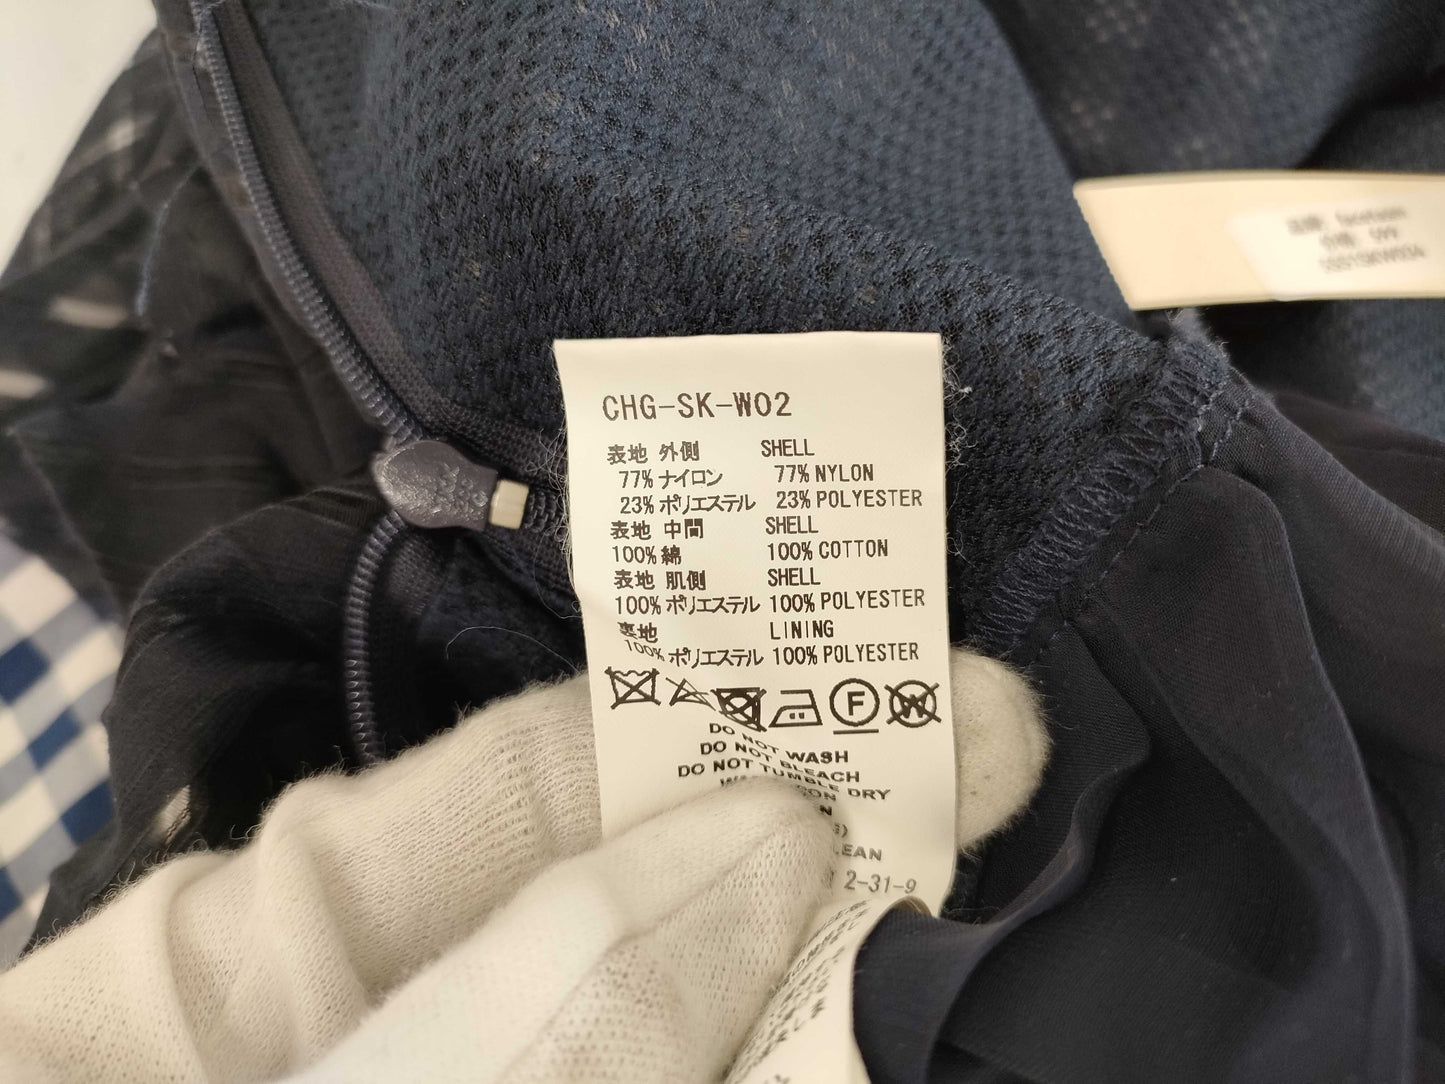 CHG-SK-W02
表地 外側 SHELL
77% ナイロン 77% NYLON
23% ポリエステル 23% POLYESTER
表地 中間 SHELL
100% 綿 100% COTTON
表地 肌側 SHELL
100% ポリエステル 100% POLYESTER
裏地 LINING
100% ポリエステル 100% POLYESTER
F W
DO NOT WASH
DO NOT BLEACH
DO NOT TUMBLE DRY
2-31-9